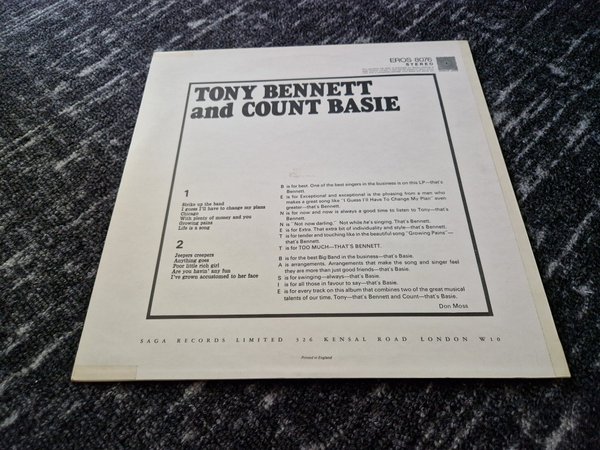 EROS 8076
STEREO
TONY BENNETT
and COUNT BASIE
1
Strike up the band
I guess I'll have to change my plans
Chicago
With plenty of money and you
Growing pains
Life is a song
2
Jeepers creepers
Anything goes
Poor little rich girl
Are you havin' any fun
I've grown accustomed to her face
B is for best. One of the best singers in the business is on this LP—that's
Bennett.
E is for Exceptional and exceptional is the phrasing from a man who
makes a great song like "I Guess I'll Have To Change My Plan" even
greater—that's Bennett.
N is for now and now is always a good time to listen to Tony—that's
Bennett.
N is "Not now darling." Not while he's singing. That's Bennett.
E is for Extra. That extra bit of individuality and style—that's Bennett.
T is for tender and touching like in the beautiful song "Growing Pains"—
that's Bennett.
T is for TOO MUCH—THAT'S BENNETT.
B is for the best Big Band in the business—that's Basie.
A is arrangements. Arrangements that make the song and singer feel
they are more than just good friends—that's Basie.
S is for swinging—always—that's Basie.
I is for all those in favour to say—that's Basie.
E is for every track on this album that combines two of the great musical
talents of our time, Tony—that's Bennett and Count—that's Basie.
Don Moss
SAGA RECORDS LIMITED 326 KENSAL ROAD LONDON W10
Printed in England